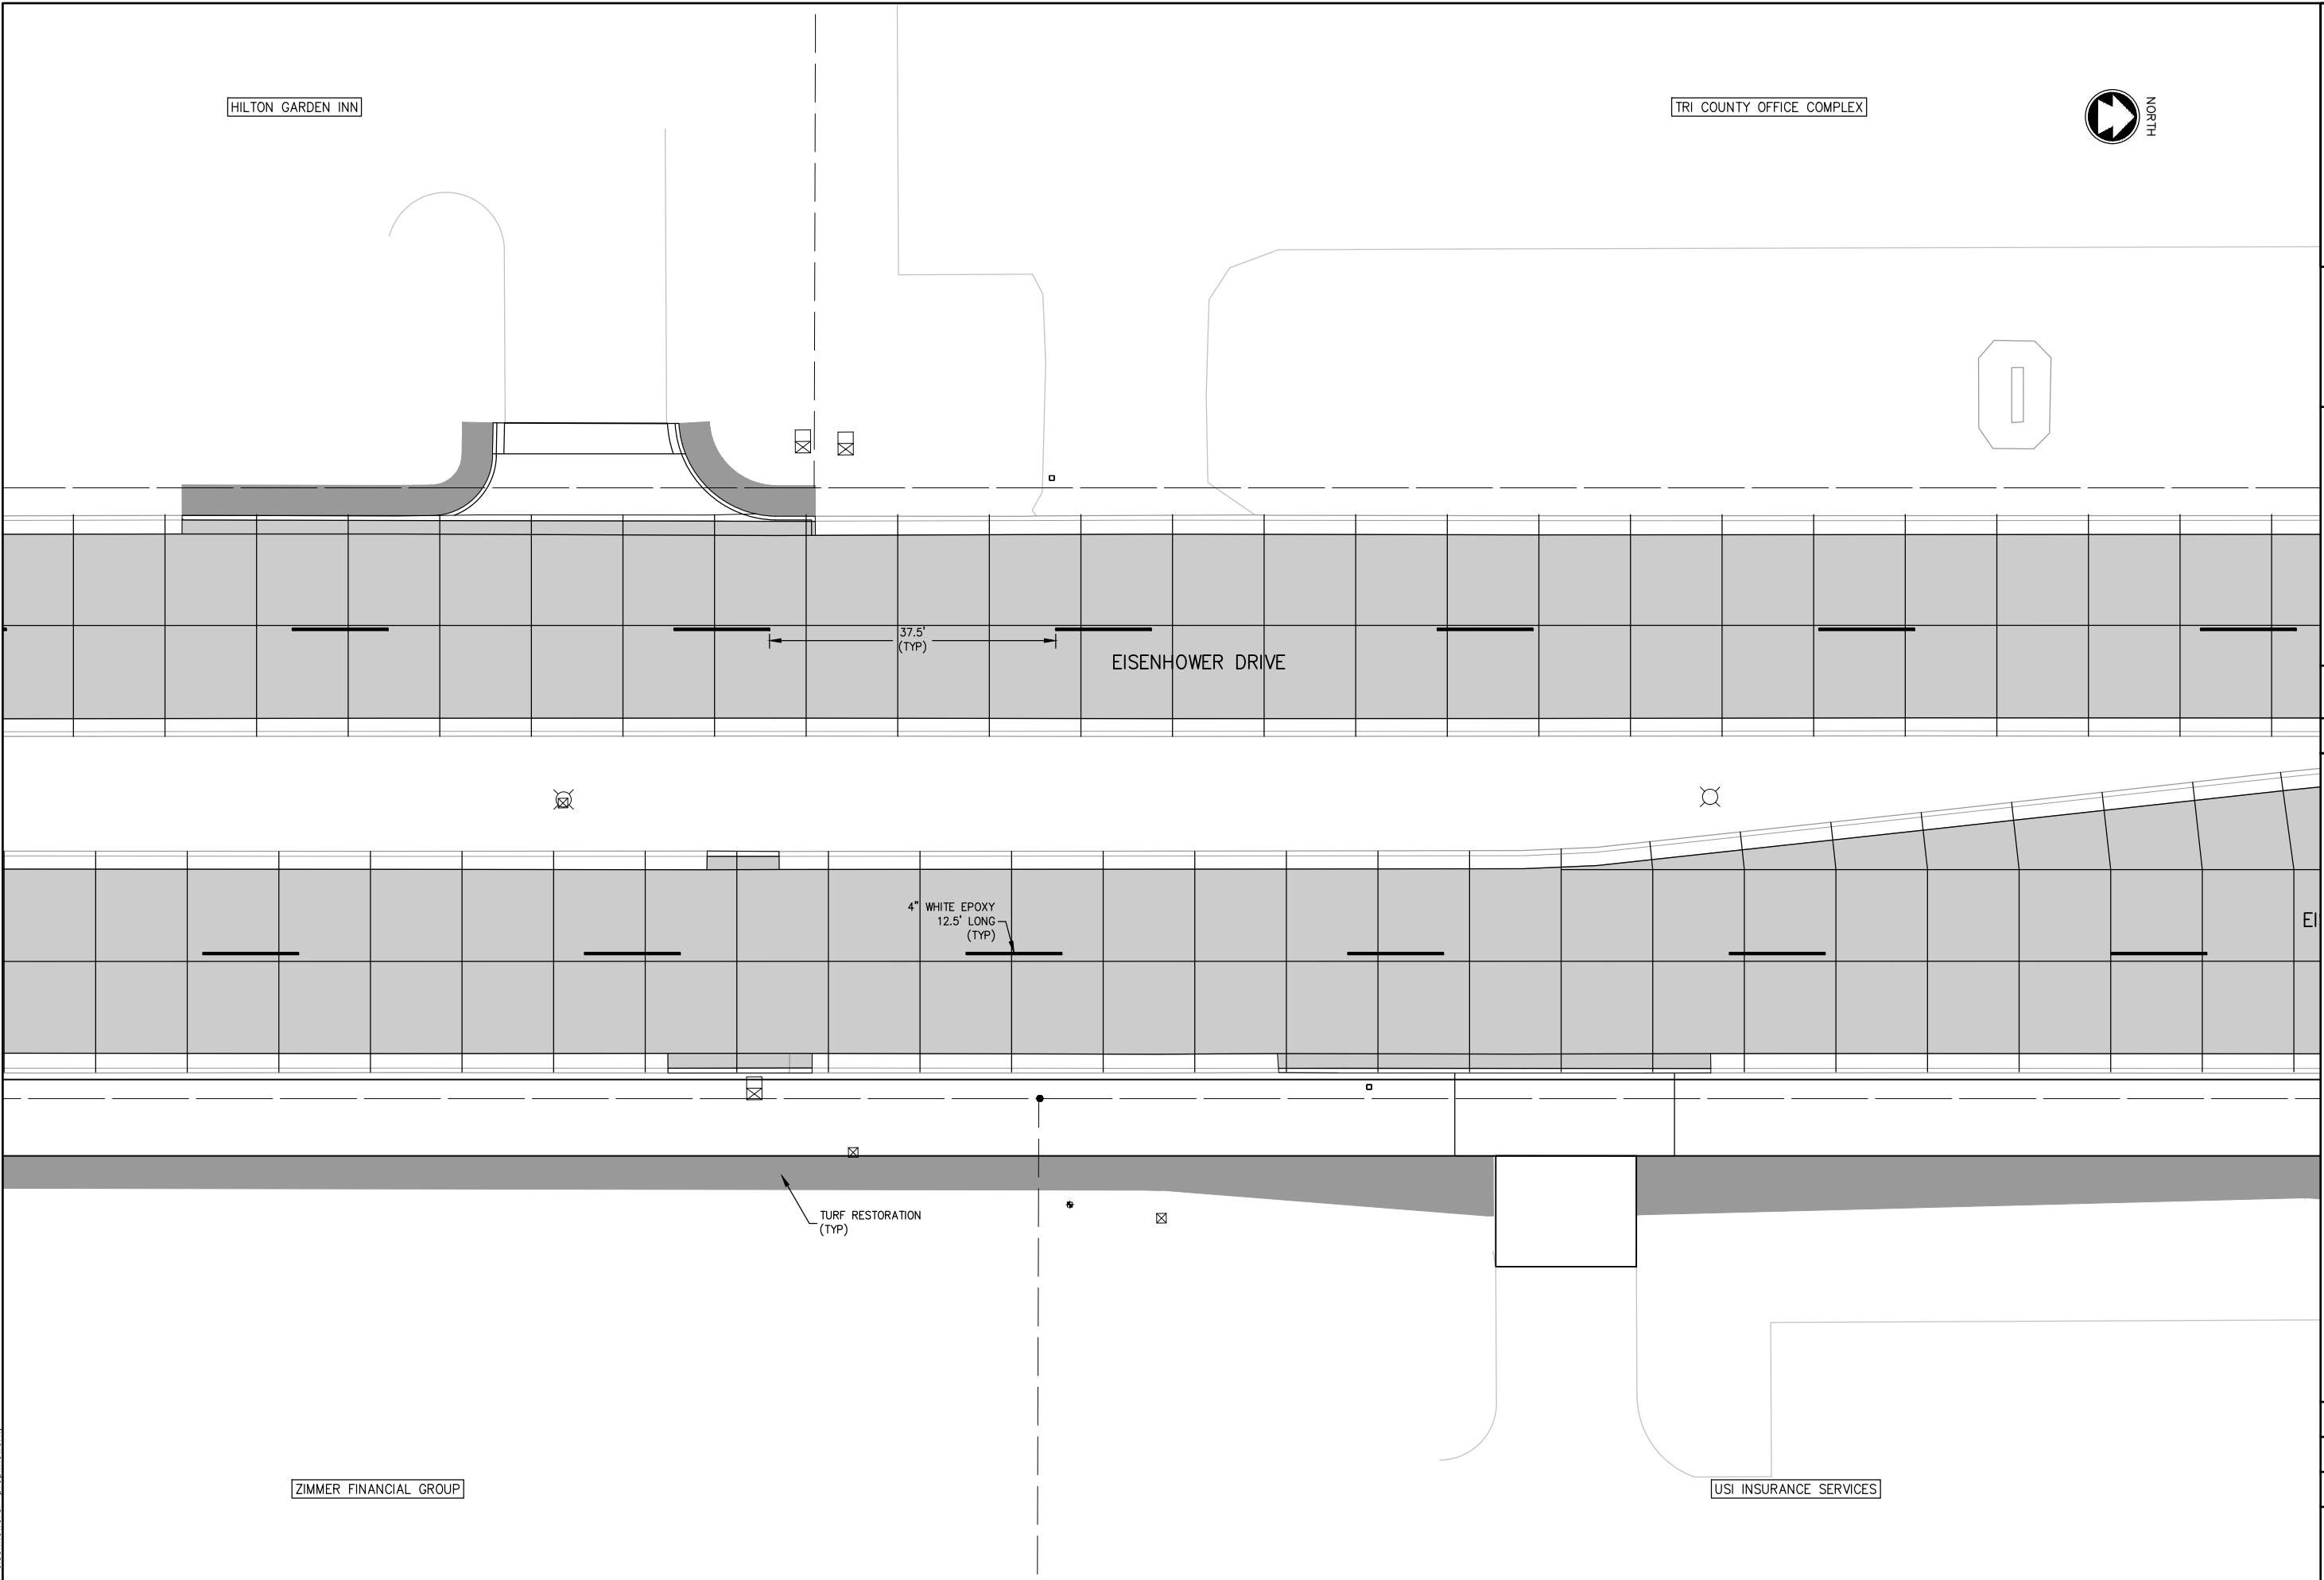 HILTON GARDEN INN
TRI COUNTY OFFICE COMPLEX
NORTH
37.5'
(TYP)
EISENHOWER DRIVE
4" WHITE EPOXY
12.5' LONG
(TYP)
EI
TURF RESTORATION
(TYP)
ZIMMER FINANCIAL GROUP
USI INSURANCE SERVICES